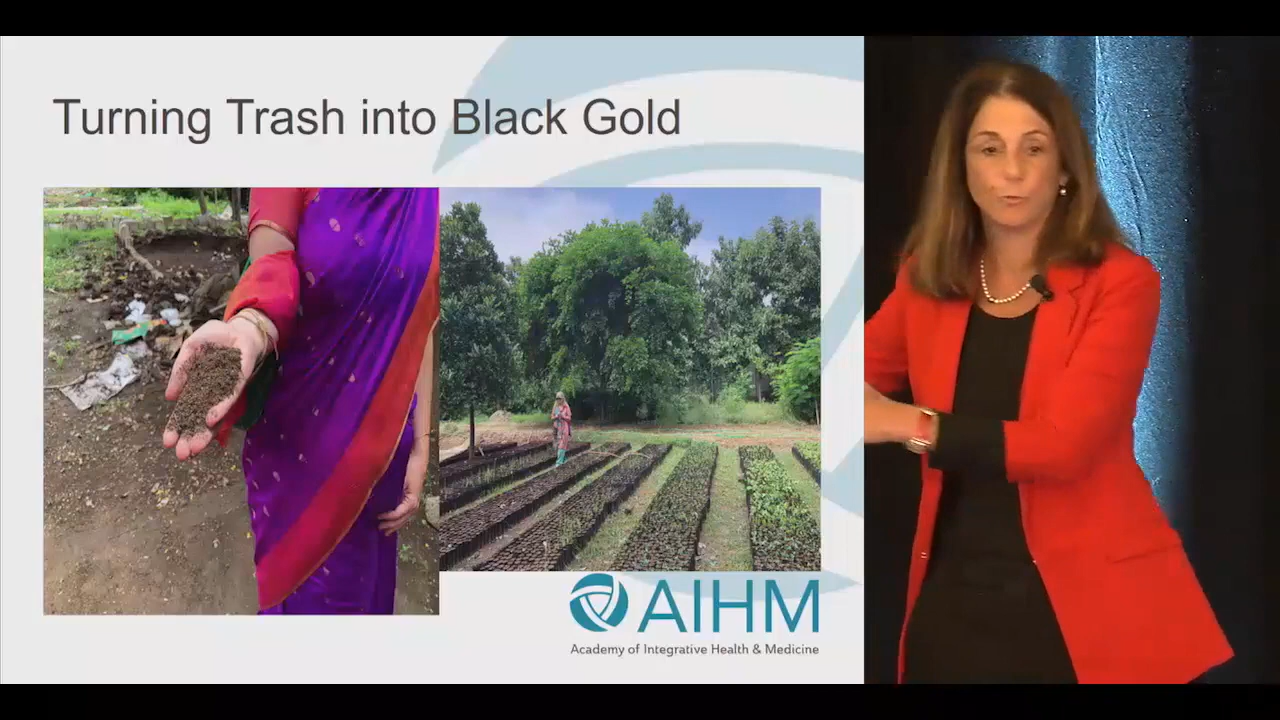 Turning Trash into Black Gold
AIHM
Academy of Integrative Health & Medicine